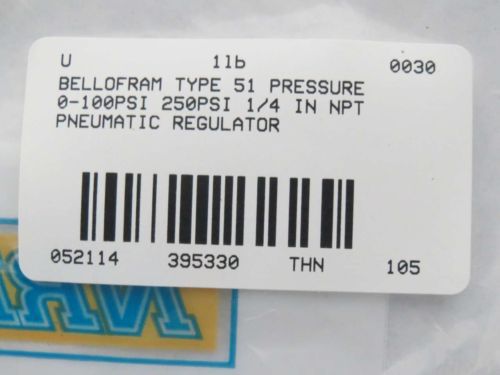 U 1lb 0030
BELLOFRAM TYPE 51 PRESSURE
0-100PSI 250PSI 1/4 IN NPT
PNEUMATIC REGULATOR
052114 395330 THN 105